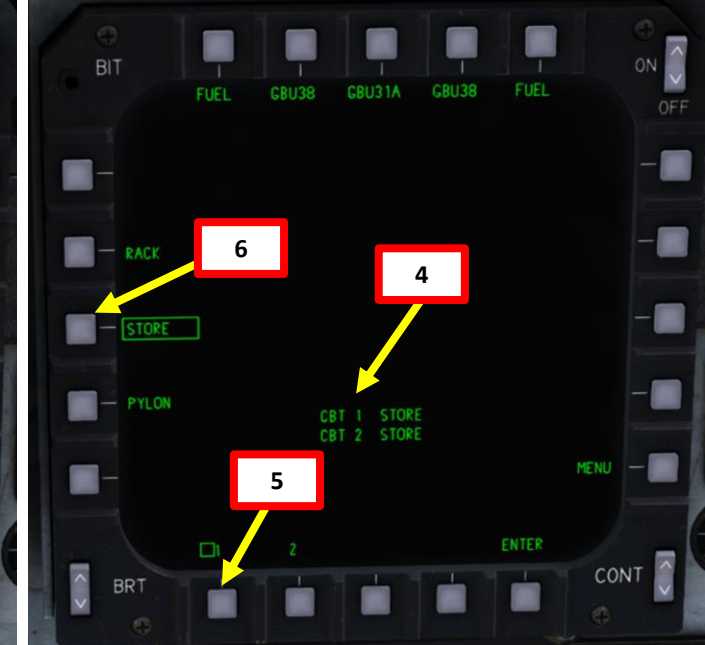 BIT
ON
OFF
FUEL GBU38 GBU31A GBU38 FUEL
RACK
6
4
STORE
PYLON
CBT 1 STORE
CBT 2 STORE
5
MENU
1 2 ENTER
BRT
CONT